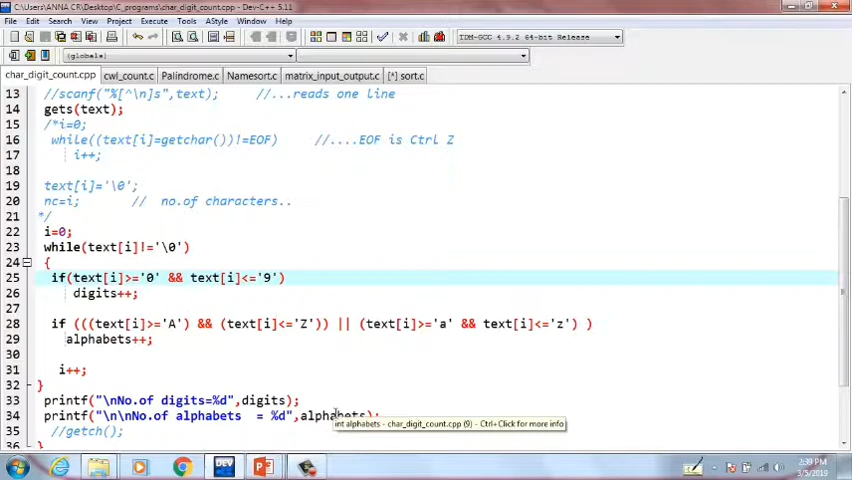 C:\Users\ANNA CR\Desktop\C_programs\char_digit_count.cpp - Dev-C++ 5.11
File Edit Search View Project Execute Tools AStyle Window Help
TDM-GCC 4.9.2 64-bit Release
(globals)
char_digit_count.cpp cwl_count.c Palindrome.c Namesort.c matrix_input_output.c [*] sort.c
13 //scanf("%[^\n]s",text); //...reads one Line
14 gets(text);
15 /*i=0;
16 while((text[i]=getchar())!=EOF) //....EOF is Ctrl Z
17 i++;
18
19 text[i]='\0';
20 nc=i; // no.of characters..
21 */
22 i=0;
23 while(text[i]!='\0')
24 {
25 if(text[i]>='0' && text[i]<='9')
26 digits++;
27
28 if (((text[i]>='A') && (text[i]<='Z')) || (text[i]>='a' && text[i]<='z') )
29 alphabets++;
30
31 i++;
32 }
33 printf("\nNo.of digits=%d",digits);
34 printf("\n\nNo.of alphabets = %d",alphabets);
int alphabets - char_digit_count.cpp (9) - Ctrl+Click for more info
35 //getch();
36 }
DEV
2:39 PM
3/5/2019